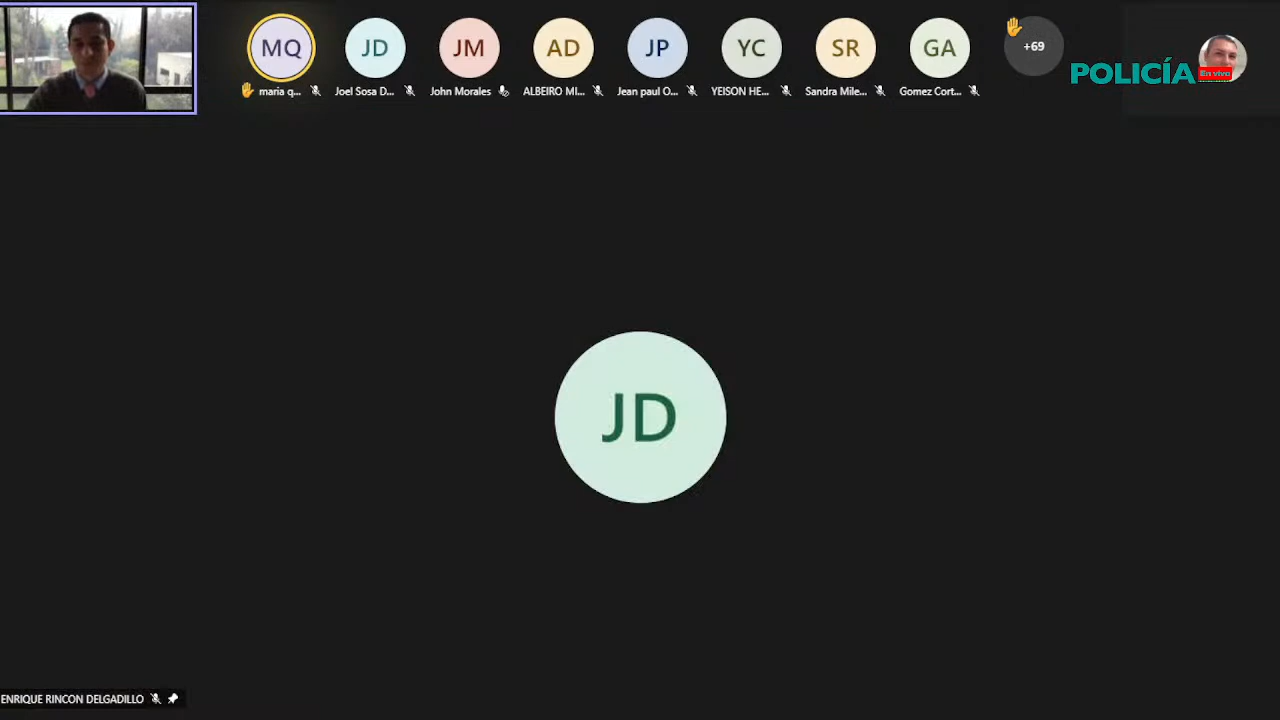 MQ JD JM AD JP YC SR GA +69
maria q... Joel Sosa D... John Morales ALBEIRO MI... Jean paul O... YEISON HE... Sandra Mile... Gomez Cort...
POLICÍA En vivo
JD
ENRIQUE RINCON DELGADILLO